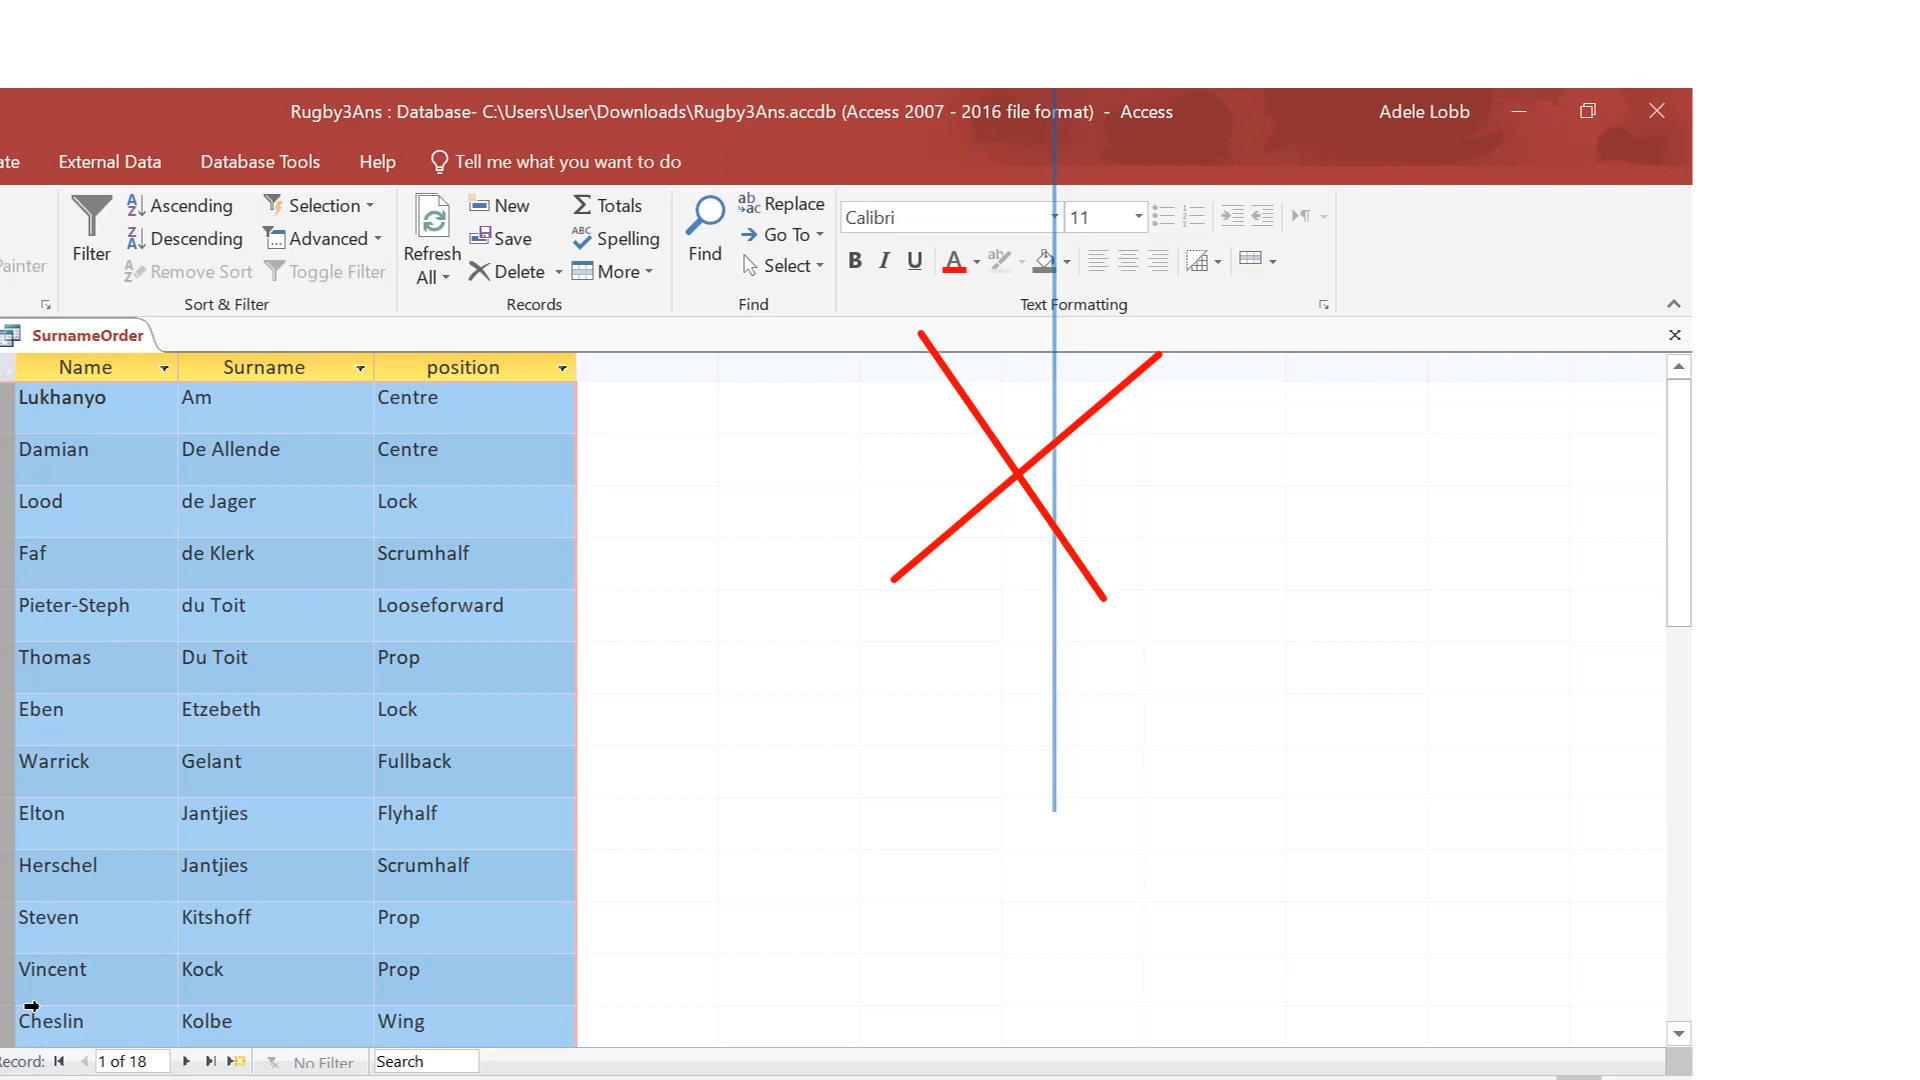 Rugby3Ans : Database- C:\Users\User\Downloads\Rugby3Ans.accdb (Access 2007 - 2016 file format) - Access
Adele Lobb
ate External Data Database Tools Help Tell me what you want to do
Painter
Filter
Ascending
Descending
Remove Sort
Selection
Advanced
Toggle Filter
Sort & Filter
Refresh
All
New
Save
Delete
Totals
Spelling
More
Records
Find
Replace
Go To
Select
Find
Calibri 11
B I U A
Text Formatting
SurnameOrder
Name Surname position
Lukhanyo Am Centre
Damian De Allende Centre
Lood de Jager Lock
Faf de Klerk Scrumhalf
Pieter-Steph du Toit Looseforward
Thomas Du Toit Prop
Eben Etzebeth Lock
Warrick Gelant Fullback
Elton Jantjies Flyhalf
Herschel Jantjies Scrumhalf
Steven Kitshoff Prop
Vincent Kock Prop
Cheslin Kolbe Wing
Record: 1 of 18 No Filter Search